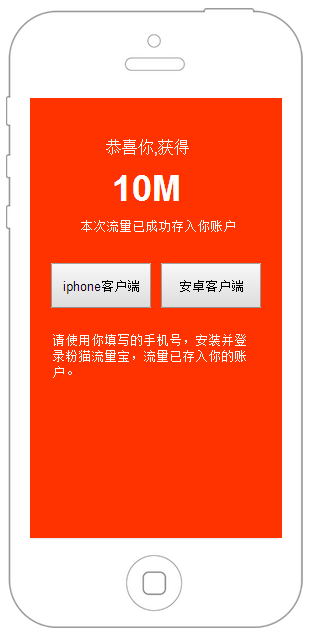 恭喜你,获得
10M
本次流量已成功存入你账户
iphone客户端 安卓客户端
请使用你填写的手机号，安装并登
录粉猫流量宝，流量已存入你的账
户。